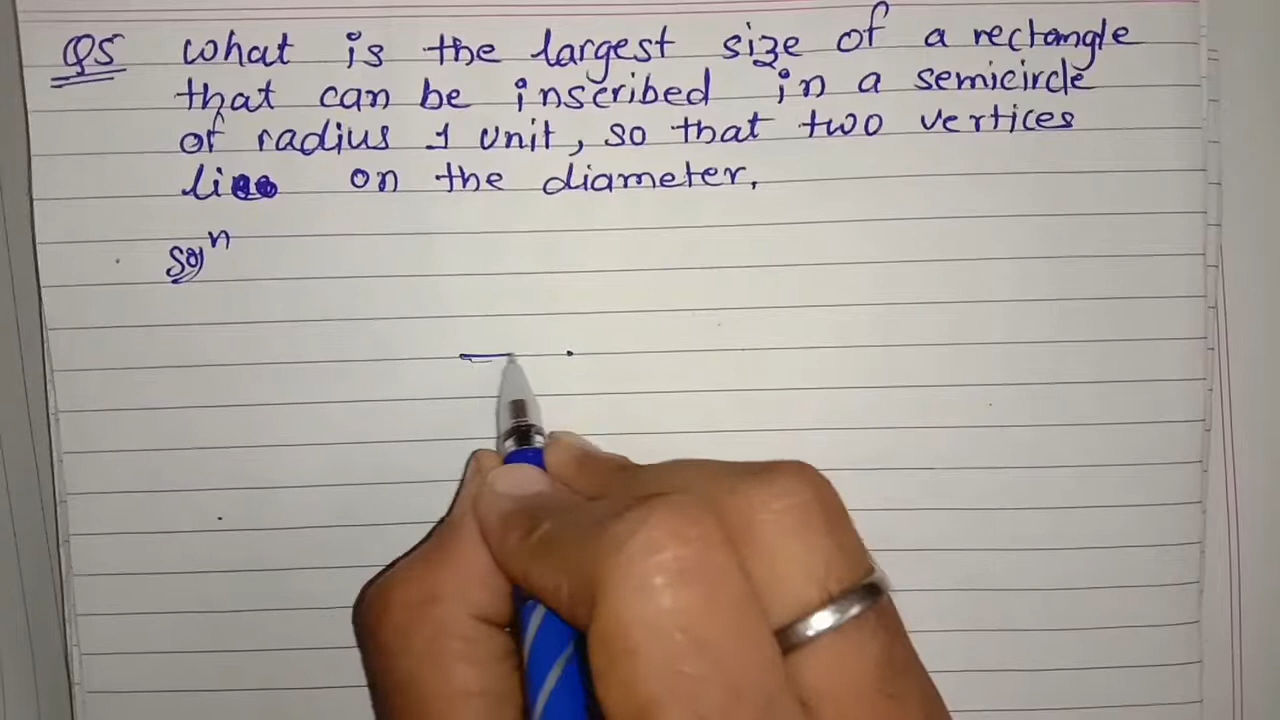 Q5 What is the largest size of a rectangle
that can be inscribed in a semicircle
of radius 1 unit, so that two vertices
lie on the diameter.
Solⁿ